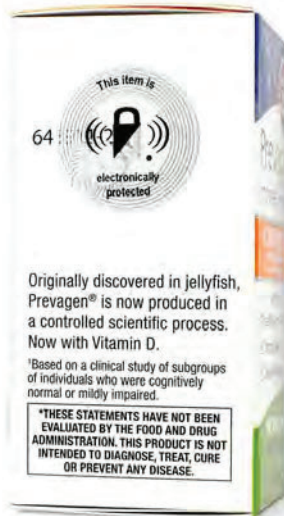 This item is
64
electronically
protected
Originally discovered in jellyfish,
Prevagen® is now produced in
a controlled scientific process.
Now with Vitamin D.
†Based on a clinical study of subgroups
of individuals who were cognitively
normal or mildly impaired.
*THESE STATEMENTS HAVE NOT BEEN
EVALUATED BY THE FOOD AND DRUG
ADMINISTRATION. THIS PRODUCT IS NOT
INTENDED TO DIAGNOSE, TREAT, CURE
OR PREVENT ANY DISEASE.